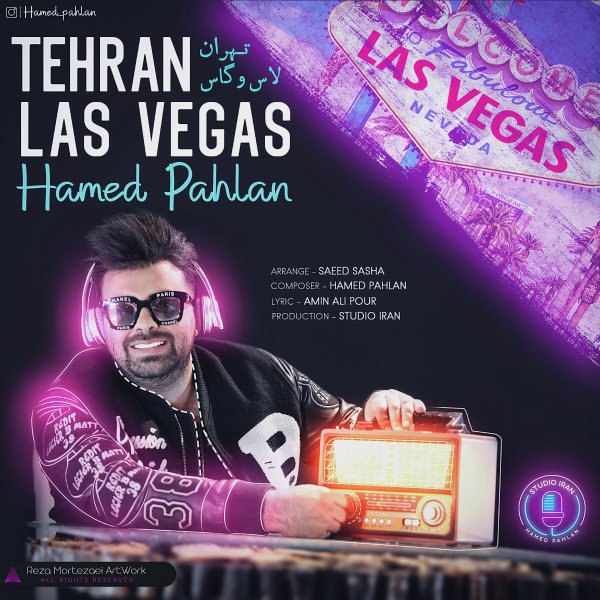 Hamed_pahlan
TEHRAN
تهران
لاس وگاس
LAS VEGAS
Hamed Pahlan
WELCOME
Fabulous
LAS VEGAS
NEVADA
ARRANGE - SAEED SASHA
COMPOSER - HAMED PAHLAN
LYRIC - AMIN ALI POUR
PRODUCTION - STUDIO IRAN
CHANEL PARIS
B
38
STUDIO IRAN
HAMED PAHLAN
Reza Mortezaei ArtWork
ALL RIGHTS RESERVED